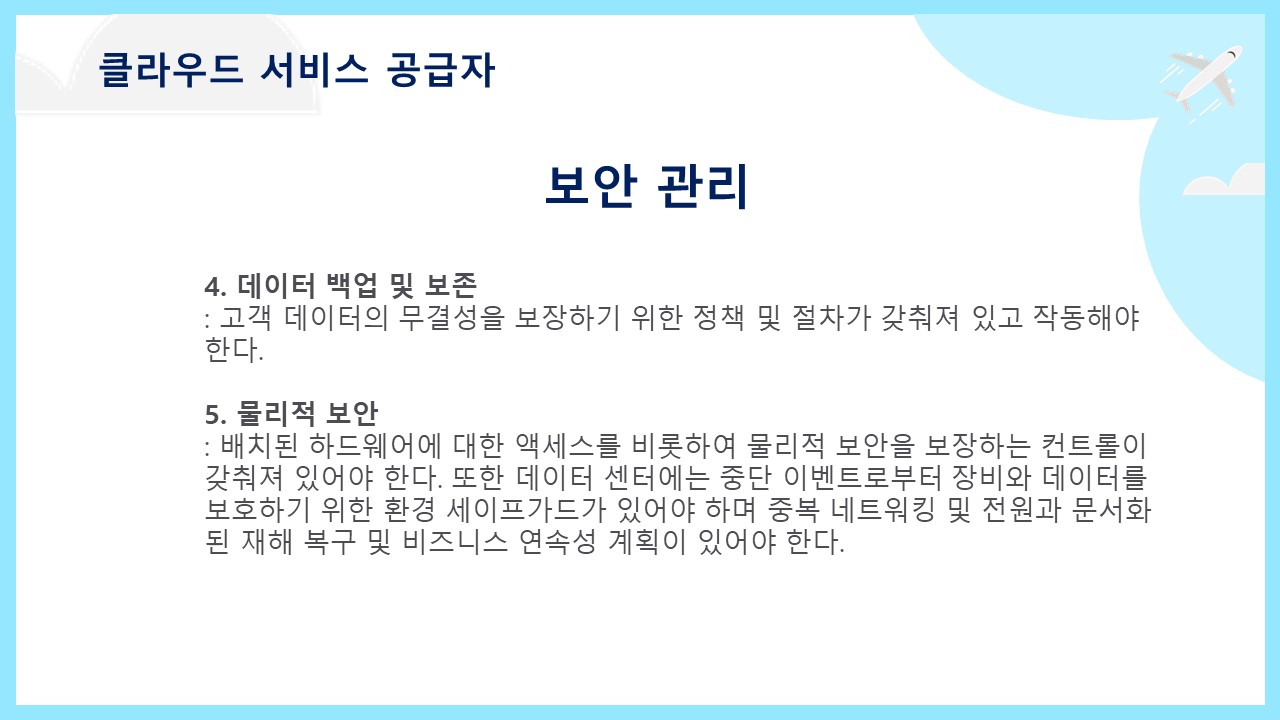 클라우드 서비스 공급자
보안 관리
4. 데이터 백업 및 보존
: 고객 데이터의 무결성을 보장하기 위한 정책 및 절차가 갖춰져 있고 작동해야
한다.
5. 물리적 보안
: 배치된 하드웨어에 대한 액세스를 비롯하여 물리적 보안을 보장하는 컨트롤이
갖춰져 있어야 한다. 또한 데이터 센터에는 중단 이벤트로부터 장비와 데이터를
보호하기 위한 환경 세이프가드가 있어야 하며 중복 네트워킹 및 전원과 문서화
된 재해 복구 및 비즈니스 연속성 계획이 있어야 한다.